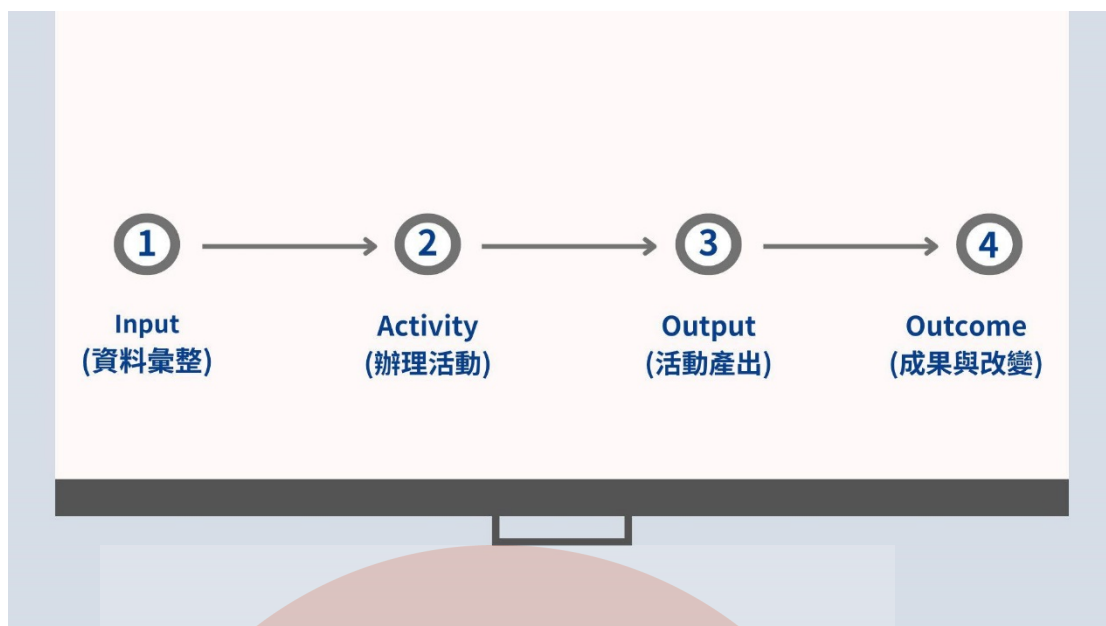 1
2
3
4
Input
(資料彙整)
Activity
(辦理活動)
Output
(活動產出)
Outcome
(成果與改變)